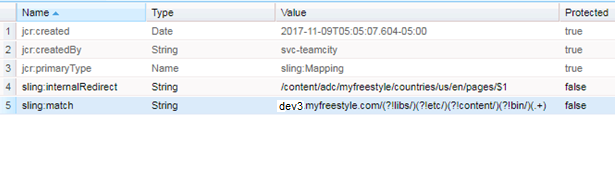 Name Type Value Protected
1 jcr:created Date 2017-11-09T05:05:07.604-05:00 true
2 jcr:createdBy String svc-teamcity true
3 jcr:primaryType Name sling:Mapping true
4 sling:internalRedirect String /content/adc/myfreestyle/countries/us/en/pages/$1 false
5 sling:match String dev3.myfreestyle.com/(?!libs/)(?!etc/)(?!content/)(?!bin/)(.+) false